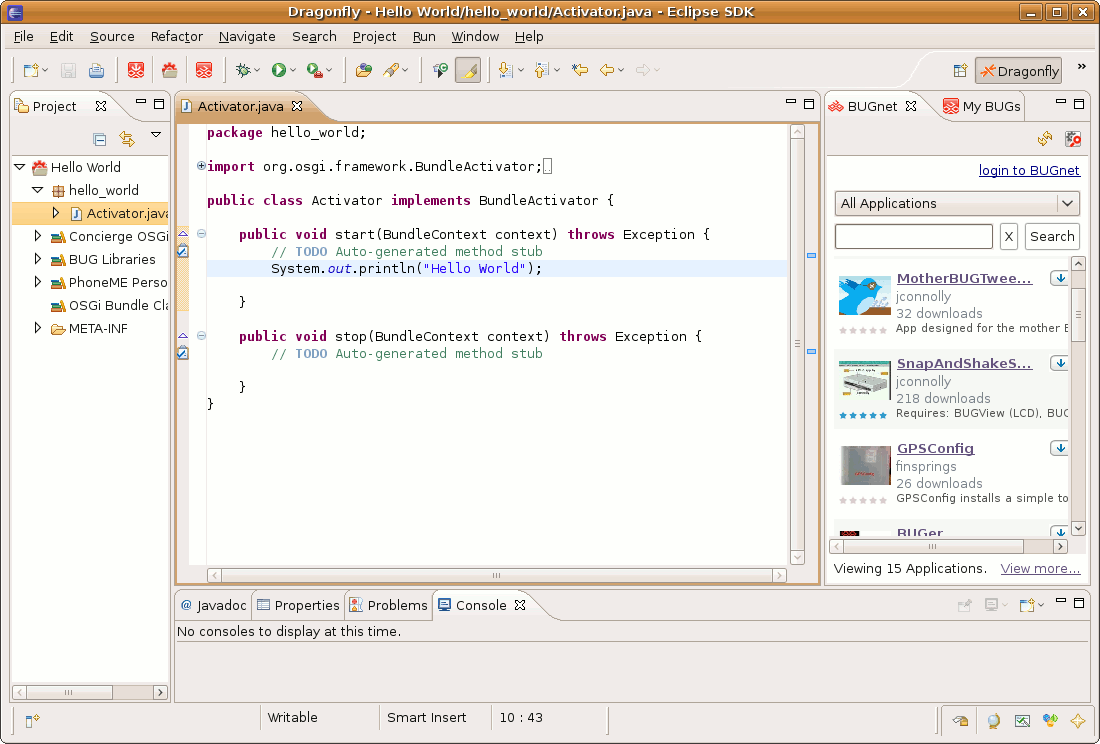 Dragonfly - Hello World/hello_world/Activator.java - Eclipse SDK
File Edit Source Refactor Navigate Search Project Run Window Help
Dragonfly »
Project
Hello World
hello_world
Activator.java
Concierge OSGi
BUG Libraries
PhoneME Perso
OSGi Bundle Cla
META-INF
Activator.java
package hello_world;
import org.osgi.framework.BundleActivator;
public class Activator implements BundleActivator {
public void start(BundleContext context) throws Exception {
// TODO Auto-generated method stub
System.out.println("Hello World");
}
public void stop(BundleContext context) throws Exception {
// TODO Auto-generated method stub
}
}
BUGnet My BUGs
login to BUGnet
All Applications
X Search
MotherBUGTwee...
jconnolly
32 downloads
App designed for the mother B
SnapAndShakeS...
jconnolly
218 downloads
Requires: BUGView (LCD), BUG
GPSConfig
finsprings
26 downloads
GPSConfig installs a simple to
BUGer
Viewing 15 Applications. View more...
@ Javadoc Properties Problems Console
No consoles to display at this time.
Writable Smart Insert 10 : 43